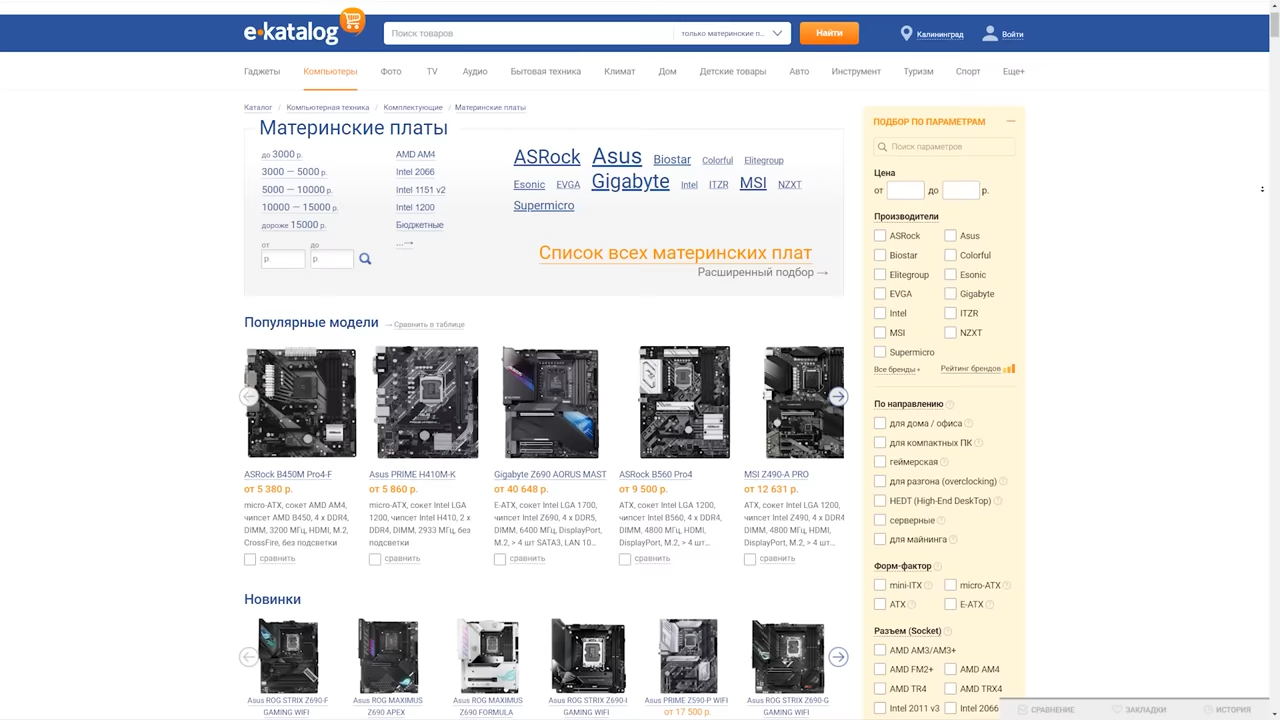 e·katalog
Поиск товаров
только материнские п...
Найти
Калининград
Войти
Гаджеты
Компьютеры
Фото
TV
Аудио
Бытовая техника
Климат
Дом
Детские товары
Авто
Инструмент
Туризм
Спорт
Еще+
Каталог / Компьютерная техника / Комплектующие / Материнские платы
Материнские платы
до 3000 р.
3000 — 5000 р.
5000 — 10000 р.
10000 — 15000 р.
дороже 15000 р.
от
до
р.
р.
AMD AM4
Intel 2066
Intel 1151 v2
Intel 1200
Бюджетные
...→
ASRock Asus Biostar Colorful Elitegroup
Esonic EVGA Gigabyte Intel ITZR MSI NZXT
Supermicro
Список всех материнских плат
Расширенный подбор →
Популярные модели → Сравнить в таблице
ASRock B450M Pro4-F
от 5 380 р.
micro-ATX, сокет AMD AM4,
чипсет AMD B450, 4 x DDR4,
DIMM, 3200 МГц, HDMI, M.2,
CrossFire, без подсветки
сравнить
Asus PRIME H410M-K
от 5 860 р.
micro-ATX, сокет Intel LGA
1200, чипсет Intel H410, 2 x
DDR4, DIMM, 2933 МГц, без
подсветки
сравнить
Gigabyte Z690 AORUS MAST
от 40 648 р.
E-ATX, сокет Intel LGA 1700,
чипсет Intel Z690, 4 x DDR5,
DIMM, 6400 МГц, DisplayPort,
M.2, > 4 шт SATA3, LAN 10...
сравнить
ASRock B560 Pro4
от 9 500 р.
ATX, сокет Intel LGA 1200,
чипсет Intel B560, 4 x DDR4,
DIMM, 4800 МГц, HDMI,
DisplayPort, M.2, > 4 шт...
сравнить
MSI Z490-A PRO
от 12 631 р.
ATX, сокет Intel LGA 1200,
чипсет Intel Z490, 4 x DDR4
DIMM, 4800 МГц, HDMI,
DisplayPort, M.2, > 4 шт...
сравнить
Новинки
Asus ROG STRIX Z690-F
GAMING WIFI
Asus ROG MAXIMUS
Z690 APEX
Asus ROG MAXIMUS
Z690 FORMULA
Asus ROG STRIX Z690-I
GAMING WIFI
Asus PRIME Z590-P WIFI
от 17 500 р.
Asus ROG STRIX Z690-G
GAMING WIFI
ПОДБОР ПО ПАРАМЕТРАМ
Поиск параметров
Цена
от до р.
Производители
ASRock Asus
Biostar Colorful
Elitegroup Esonic
EVGA Gigabyte
Intel ITZR
MSI NZXT
Supermicro
Все бренды+ Рейтинг брендов
По направлению
для дома / офиса
для компактных ПК
геймерская
для разгона (overclocking)
HEDT (High-End DeskTop)
серверные
для майнинга
Форм-фактор
mini-ITX micro-ATX
ATX E-ATX
Разъем (Socket)
AMD AM3/AM3+
AMD FM2+ AMD AM4
AMD TR4 AMD TRX4
Intel 2011 v3 Intel 2066
СРАВНЕНИЕ ЗАКЛАДКИ ИСТОРИЯ